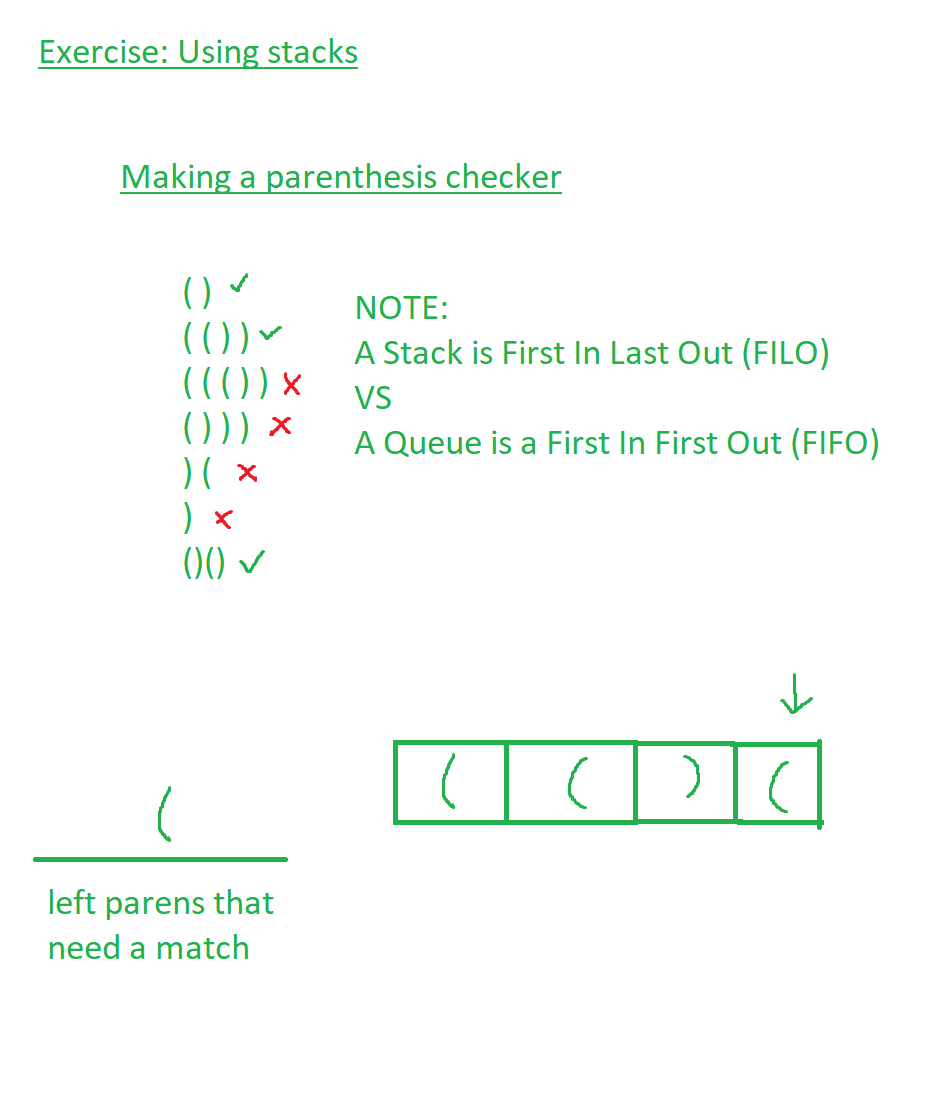 Exercise: Using stacks
Making a parenthesis checker
( ) ✓
( ( ) ) ✓
( ( ( ) ) ✗
( ) ) ) ✗
) ( ✗
) ✗
()() ✓
NOTE:
A Stack is First In Last Out (FILO)
VS
A Queue is a First In First Out (FIFO)
( ( ) (
(
left parens that
need a match